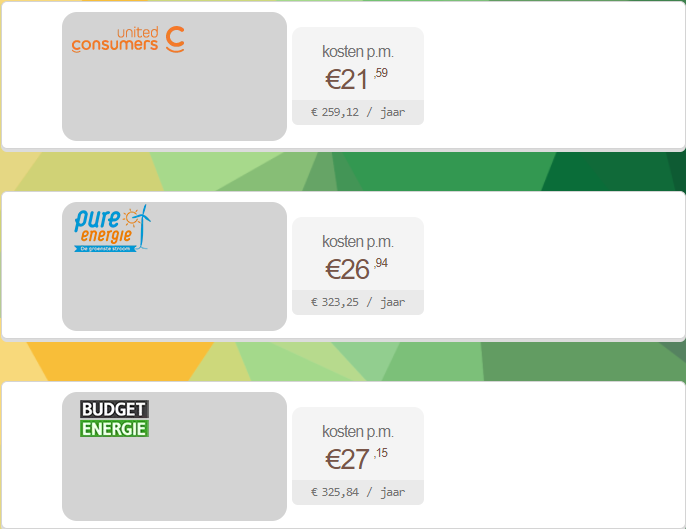 united
consumers
kosten p.m.
€21 ,59
€ 259,12 / jaar
pure
energie
De groenste stroom
kosten p.m.
€26 ,94
€ 323,25 / jaar
BUDGET
ENERGIE
kosten p.m.
€27 ,15
€ 325,84 / jaar